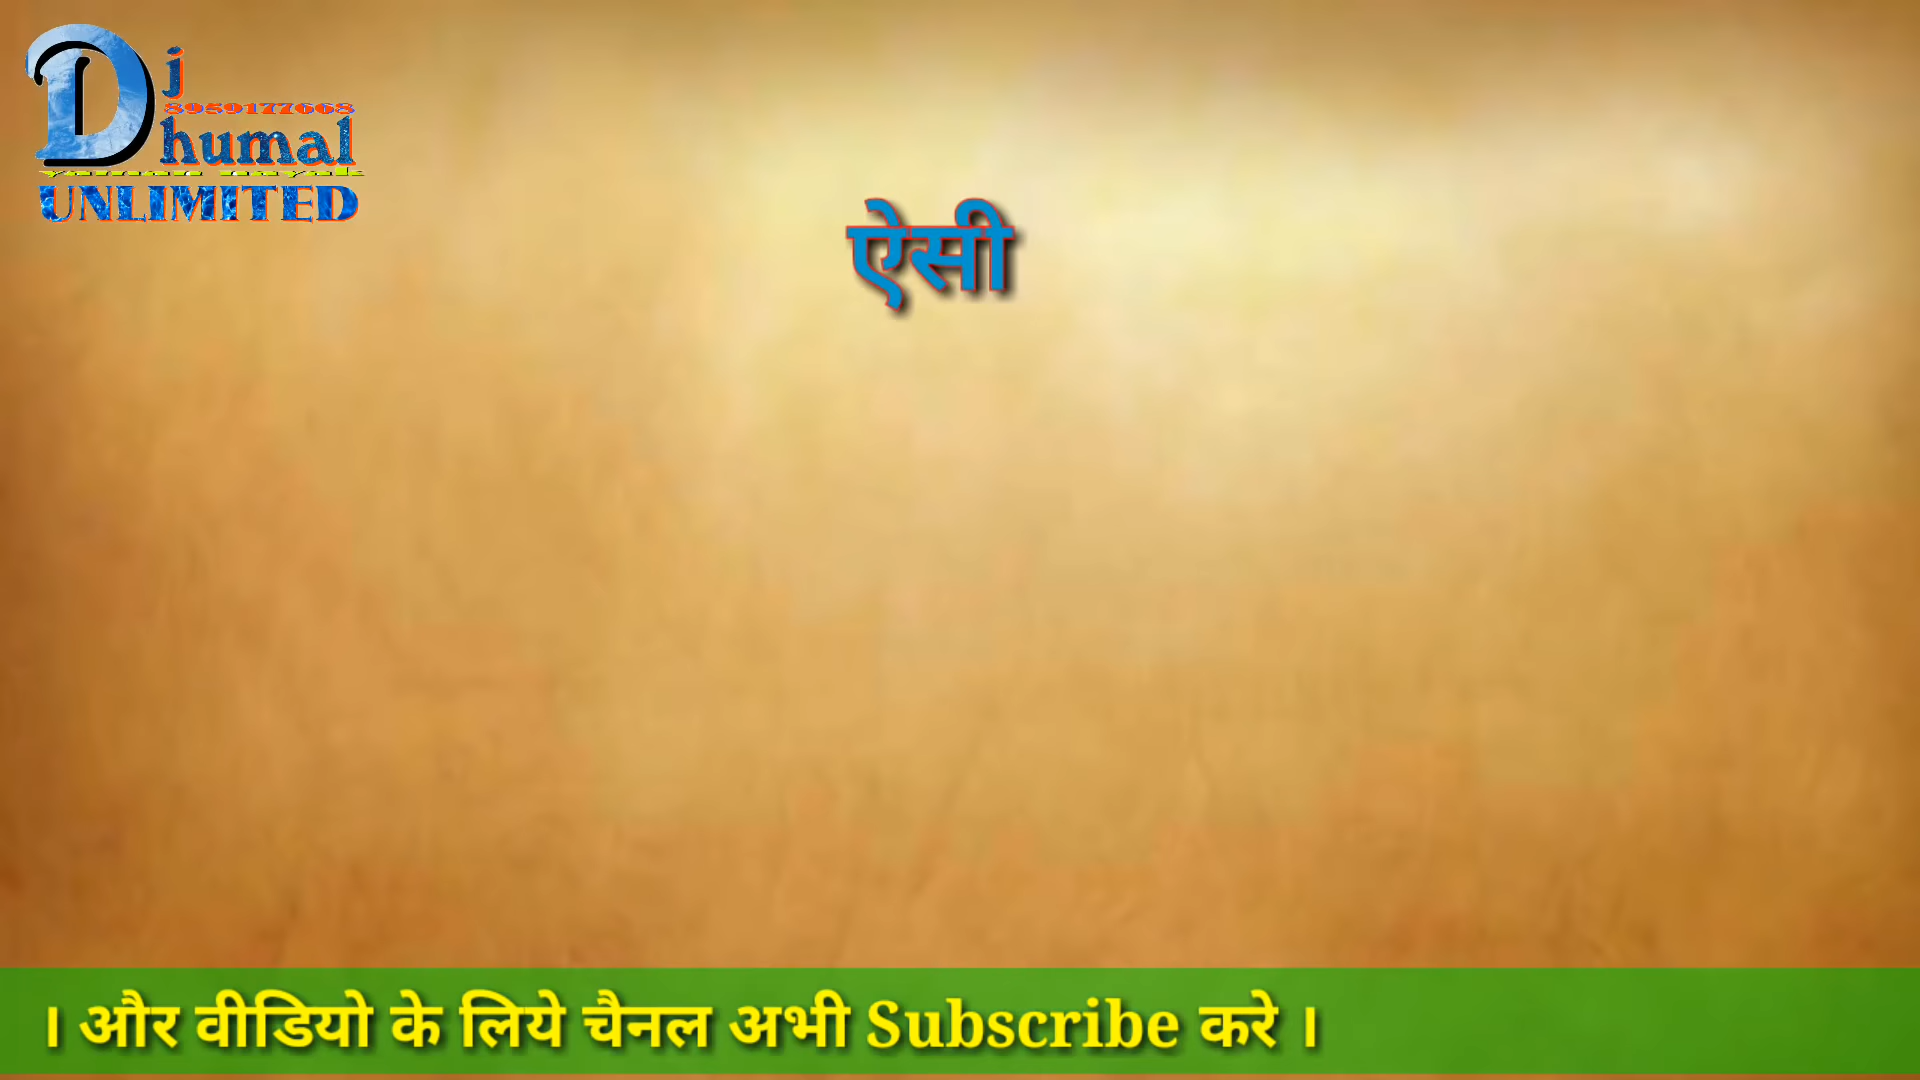 Dj
8959177668
Dhumal
UNLIMITED
ऐसी
। और वीडियो के लिये चैनल अभी Subscribe करे ।